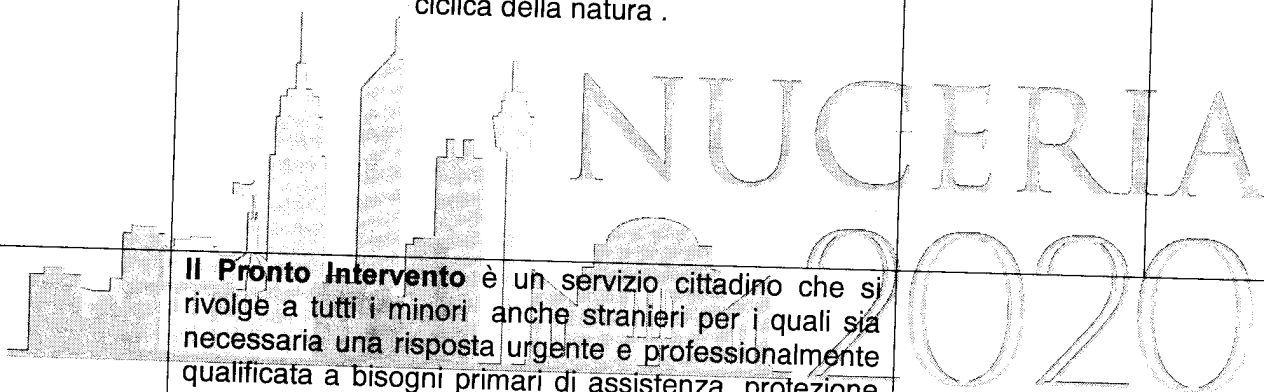 ciclica della natura .
NUCERIA
2020
Il Pronto Intervento è un servizio cittadino che si
rivolge a tutti i minori anche stranieri per i quali sia
necessaria una risposta urgente e professionalmente
qualificata a bisogni primari di assistenza, protezione